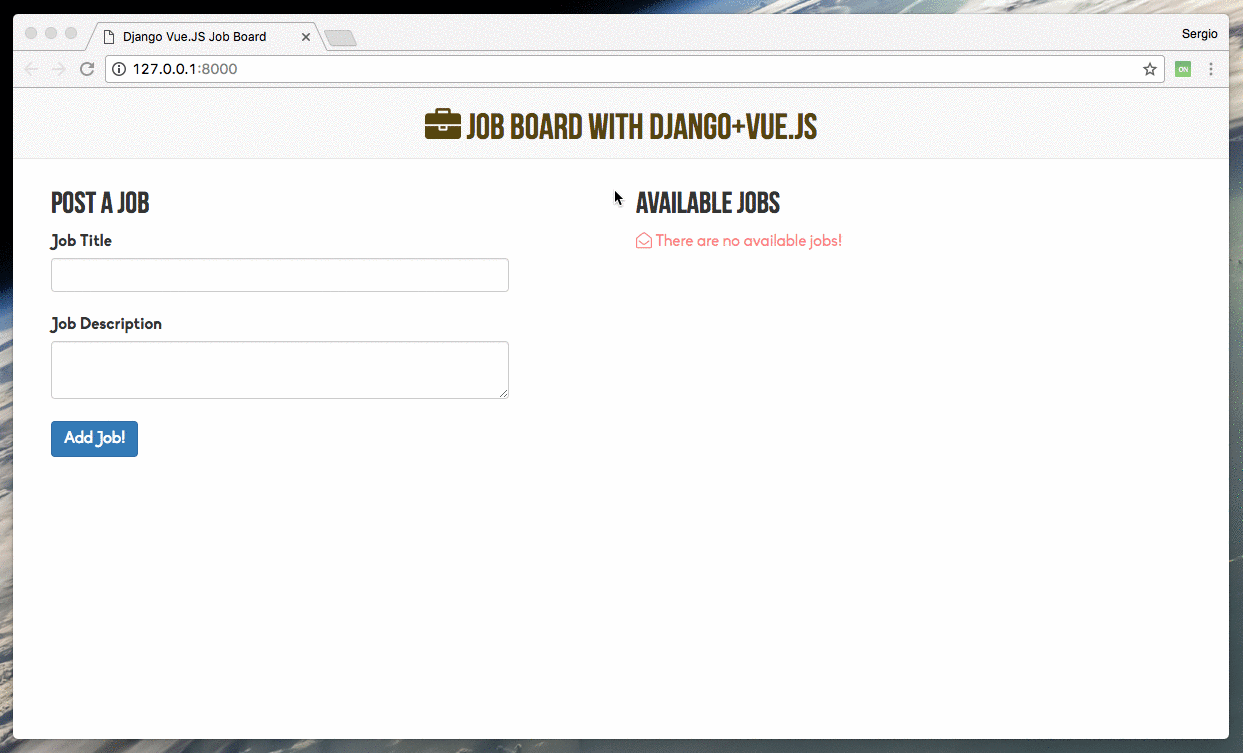 Django Vue.JS Job Board
Sergio
127.0.0.1:8000
ON
JOB BOARD WITH DJANGO+VUE.JS
POST A JOB
Job Title
Job Description
Add Job!
AVAILABLE JOBS
There are no available jobs!